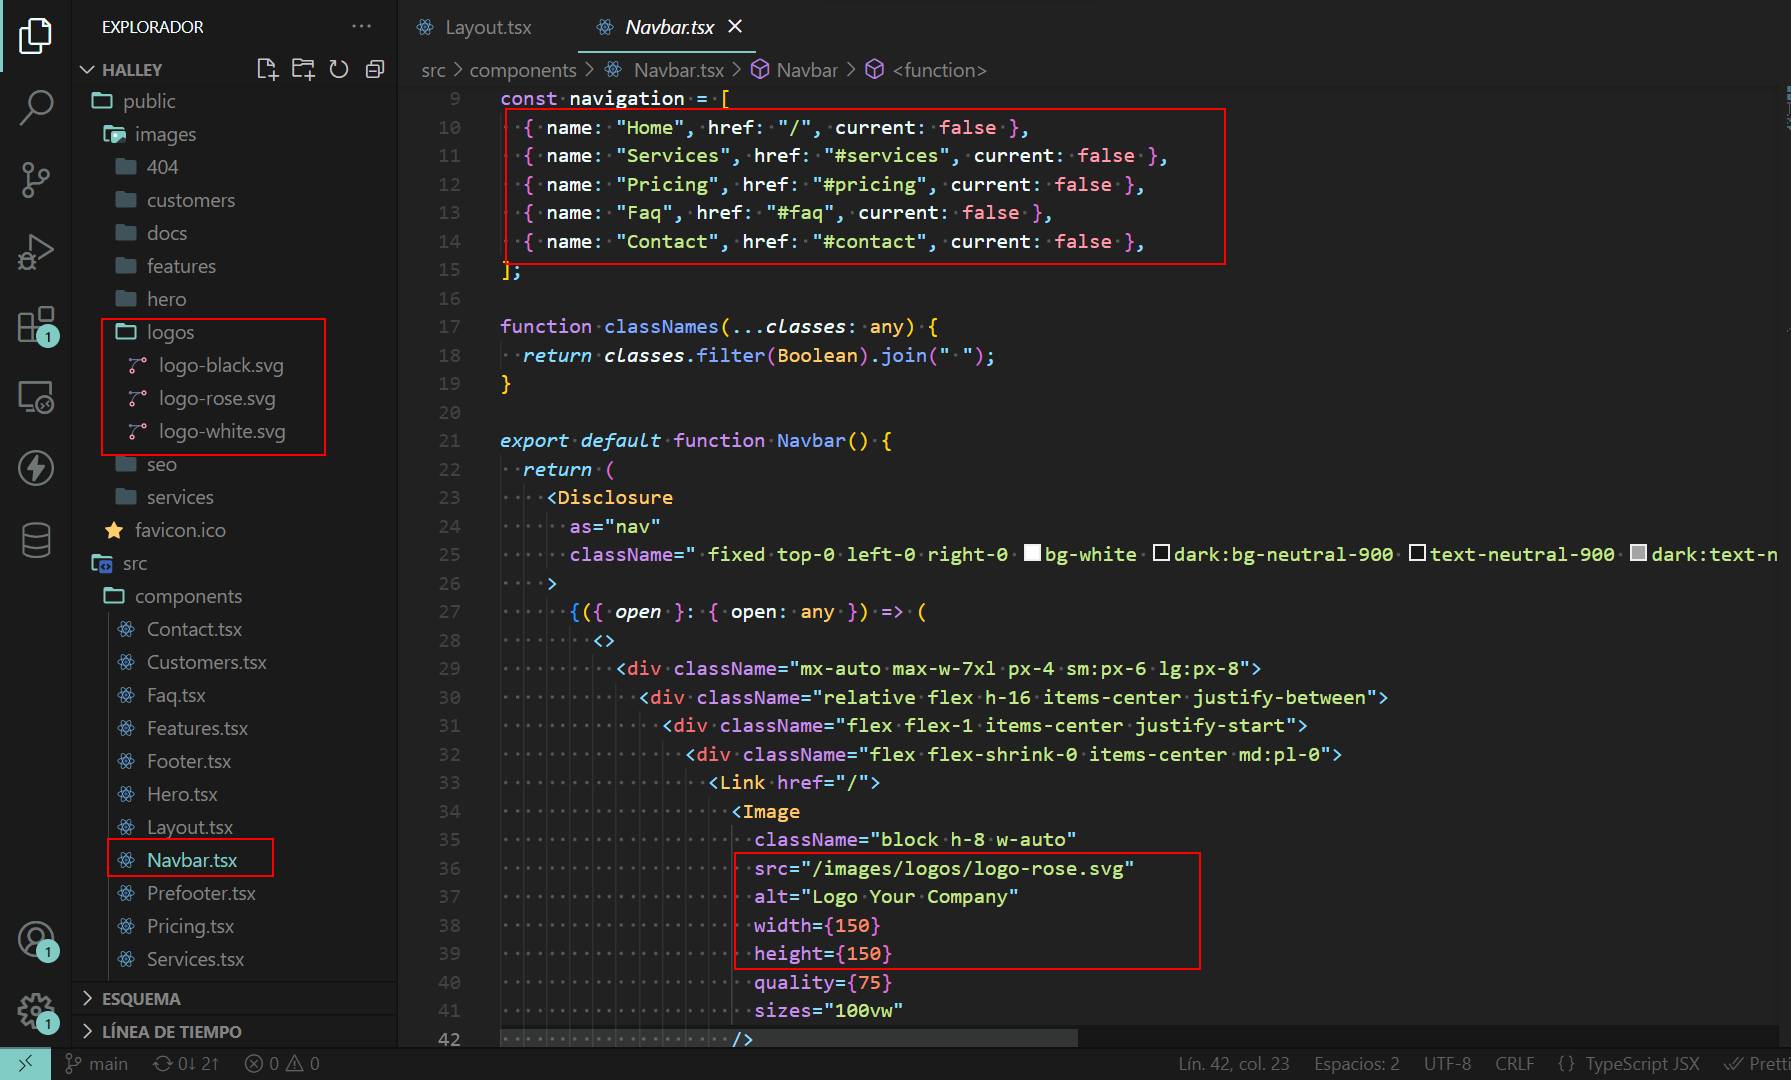 EXPLORADOR
HALLEY
public
images
404
customers
docs
features
hero
logos
logo-black.svg
logo-rose.svg
logo-white.svg
seo
services
favicon.ico
src
components
Contact.tsx
Customers.tsx
Faq.tsx
Features.tsx
Footer.tsx
Hero.tsx
Layout.tsx
Navbar.tsx
Prefooter.tsx
Pricing.tsx
Services.tsx
ESQUEMA
LÍNEA DE TIEMPO
1
1
1
Layout.tsx
Navbar.tsx
src > components > Navbar.tsx > Navbar > <function>
9 const navigation = [
10 { name: "Home", href: "/", current: false },
11 { name: "Services", href: "#services", current: false },
12 { name: "Pricing", href: "#pricing", current: false },
13 { name: "Faq", href: "#faq", current: false },
14 { name: "Contact", href: "#contact", current: false },
15 ];
16
17 function classNames(...classes: any) {
18 return classes.filter(Boolean).join(" ");
19 }
20
21 export default function Navbar() {
22 return (
23 <Disclosure
24 as="nav"
25 className=" fixed top-0 left-0 right-0 bg-white dark:bg-neutral-900 text-neutral-900 dark:text-n
26 >
27 {({ open }: { open: any }) => (
28 <>
29 <div className="mx-auto max-w-7xl px-4 sm:px-6 lg:px-8">
30 <div className="relative flex h-16 items-center justify-between">
31 <div className="flex flex-1 items-center justify-start">
32 <div className="flex flex-shrink-0 items-center md:pl-0">
33 <Link href="/">
34 <Image
35 className="block h-8 w-auto"
36 src="/images/logos/logo-rose.svg"
37 alt="Logo Your Company"
38 width={150}
39 height={150}
40 quality={75}
41 sizes="100vw"
42 />
main 0↓ 2↑ 0 0 Lín. 42, col. 23 Espacios: 2 UTF-8 CRLF {} TypeScript JSX Pretti